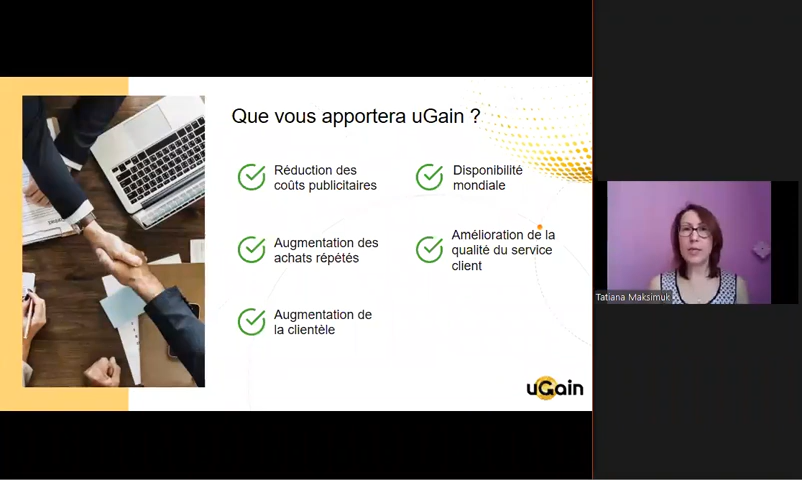 Que vous apportera uGain ?
Réduction des
coûts publicitaires
Augmentation des
achats répétés
Augmentation de
la clientèle
Disponibilité
mondiale
Amélioration de la
qualité du service
client
uGain
Tatiana Maksimuk